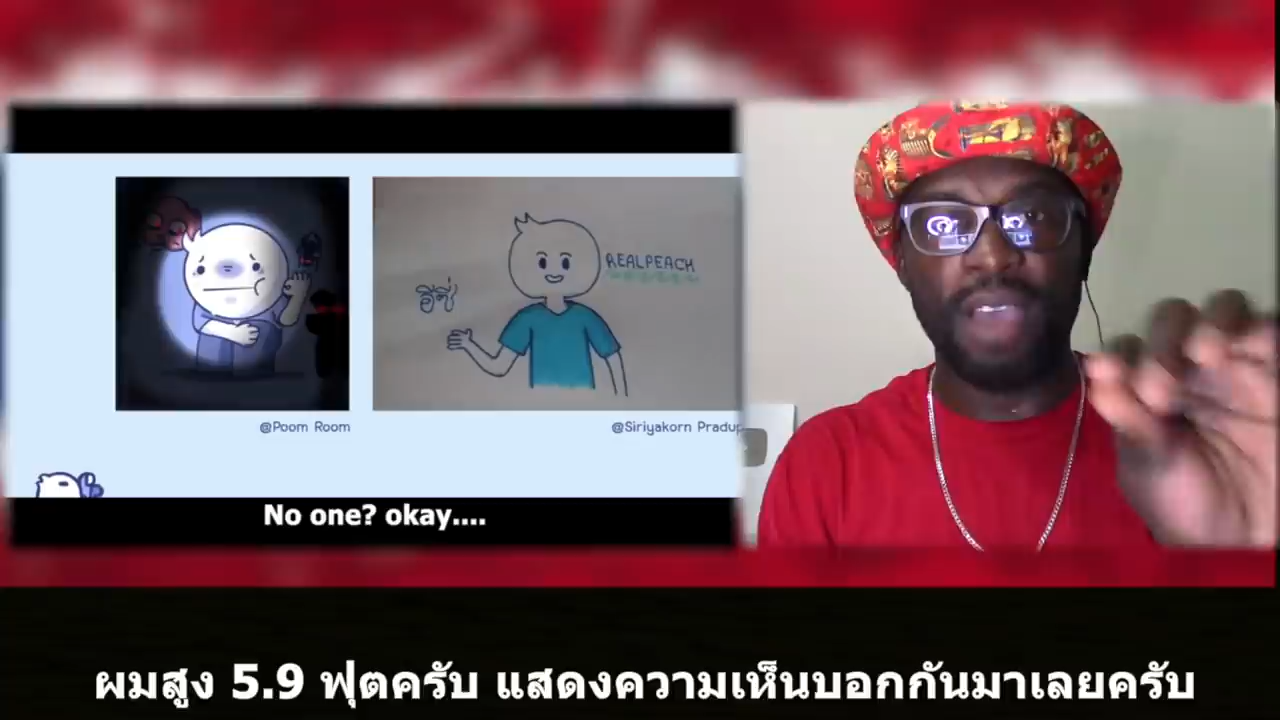 อีซี่
REALPEACH
@Poom Room
@Siriyakorn Pradup
No one? okay....
ผมสูง 5.9 ฟุตครับ แสดงความเห็นบอกกันมาเลยครับ